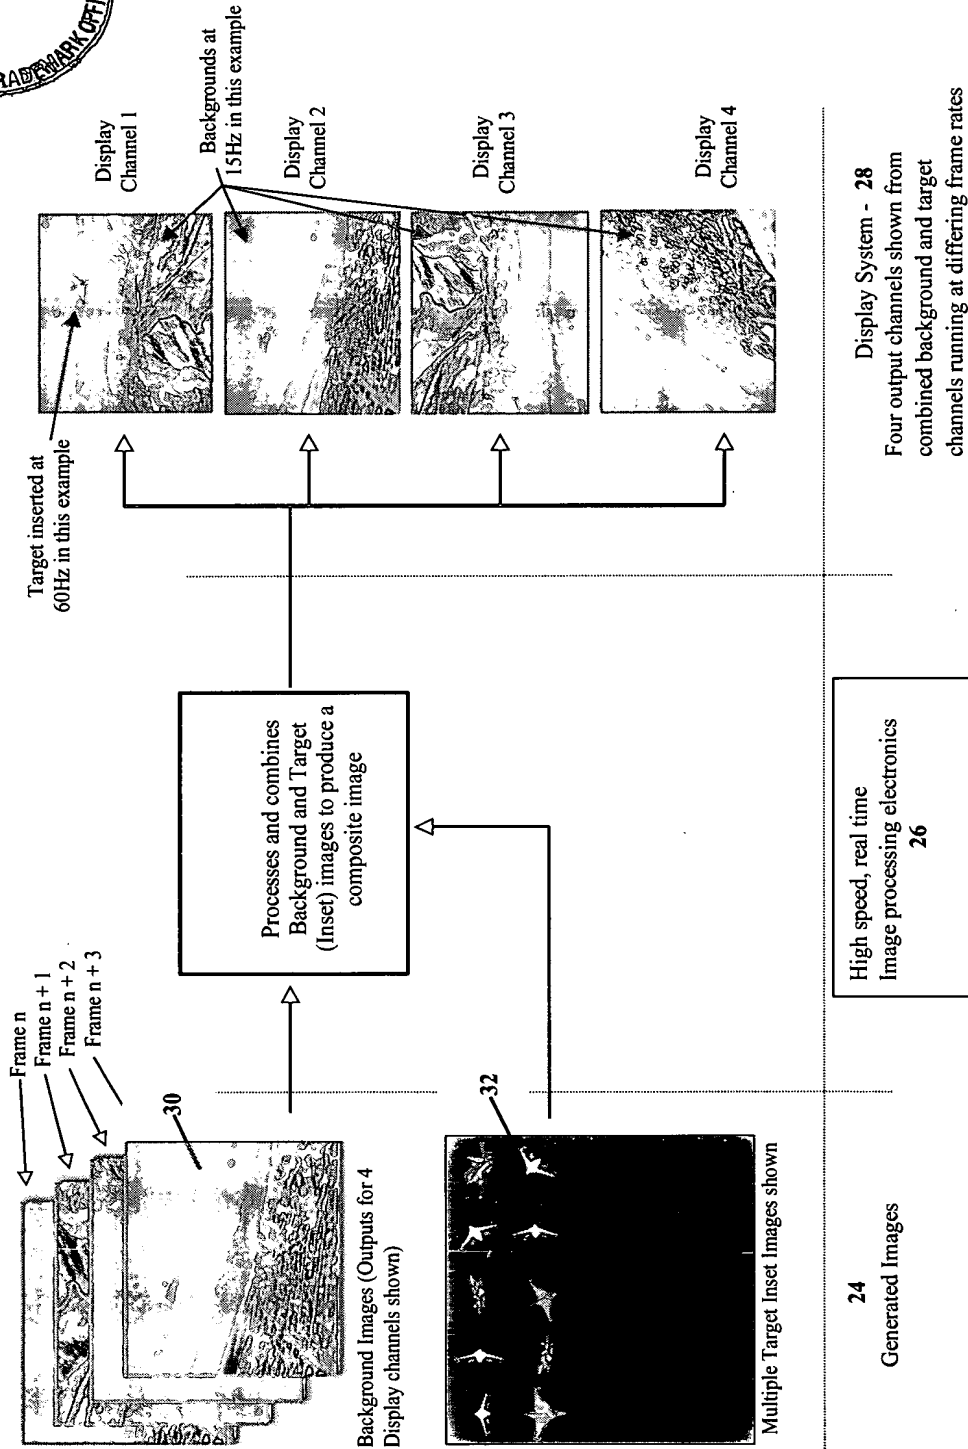 Frame n
Frame n + 1
Frame n + 2
Frame n + 3
30
Background Images (Outputs for 4
Display channels shown)
32
Multiple Target Inset Images shown
24
Generated Images
Processes and combines
Background and Target
(Inset) images to produce a
composite image
High speed, real time
Image processing electronics
26
Target inserted at
60Hz in this example
Backgrounds at
15Hz in this example
Display
Channel 1
Display
Channel 2
Display
Channel 3
Display
Channel 4
Display System - 28
Four output channels shown from
combined background and target
channels running at differing frame rates